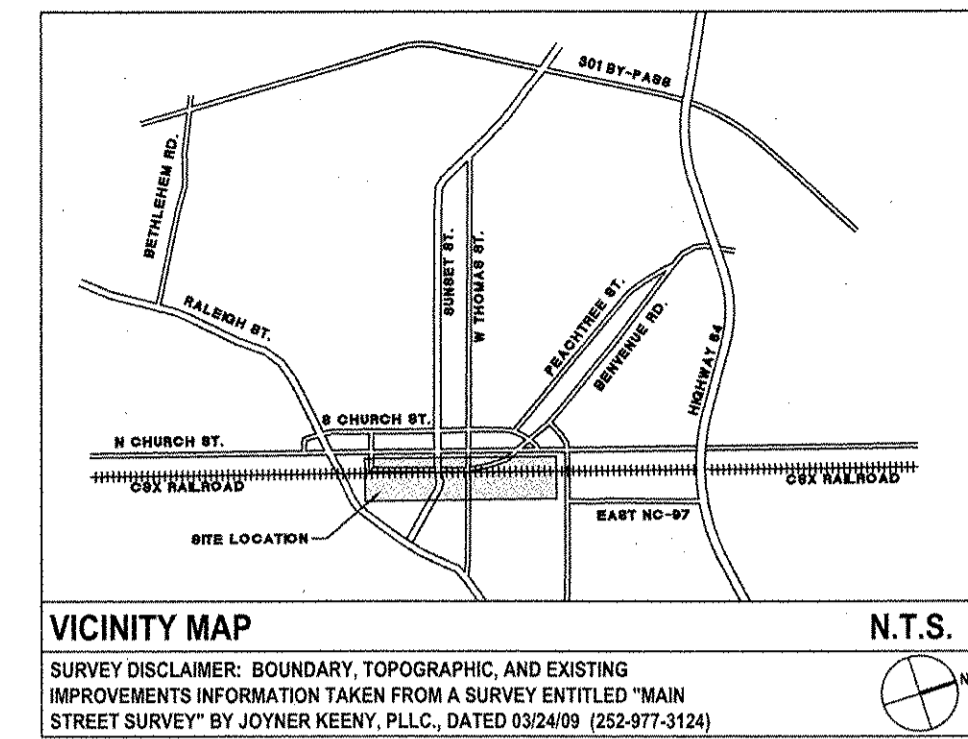 301 BY-PASS
BETHLEHEM RD.
SUNSET ST.
W THOMAS ST.
PEACHTREE ST.
BENVENUE RD.
HIGHWAY 64
RALEIGH ST.
S CHURCH ST.
N CHURCH ST.
CSX RAILROAD
CSX RAILROAD
EAST NC-97
SITE LOCATION
VICINITY MAP
N.T.S.
SURVEY DISCLAIMER: BOUNDARY, TOPOGRAPHIC, AND EXISTING
IMPROVEMENTS INFORMATION TAKEN FROM A SURVEY ENTITLED "MAIN
STREET SURVEY" BY JOYNER KEENY, PLLC., DATED 03/24/09 (252-977-3124)
N